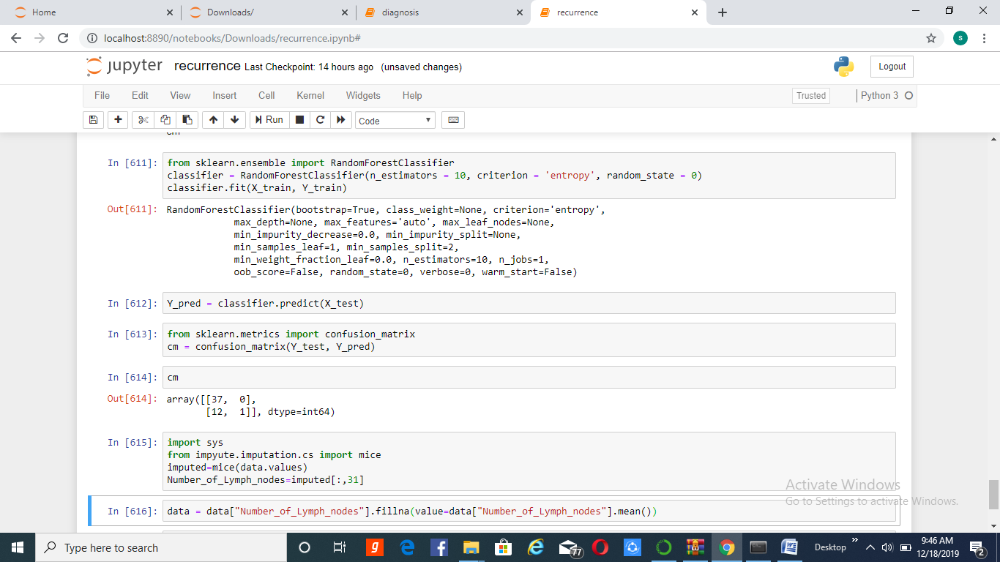 Home
Downloads/
diagnosis
recurrence
localhost:8890/notebooks/Downloads/recurrence.ipynb#
S
jupyter recurrence Last Checkpoint: 14 hours ago (unsaved changes)
Logout
File Edit View Insert Cell Kernel Widgets Help
Trusted
Python 3
Run
Code
cm
In [611]: from sklearn.ensemble import RandomForestClassifier
classifier = RandomForestClassifier(n_estimators = 10, criterion = 'entropy', random_state = 0)
classifier.fit(X_train, Y_train)
Out[611]: RandomForestClassifier(bootstrap=True, class_weight=None, criterion='entropy',
max_depth=None, max_features='auto', max_leaf_nodes=None,
min_impurity_decrease=0.0, min_impurity_split=None,
min_samples_leaf=1, min_samples_split=2,
min_weight_fraction_leaf=0.0, n_estimators=10, n_jobs=1,
oob_score=False, random_state=0, verbose=0, warm_start=False)
In [612]: Y_pred = classifier.predict(X_test)
In [613]: from sklearn.metrics import confusion_matrix
cm = confusion_matrix(Y_test, Y_pred)
In [614]: cm
Out[614]: array([[37, 0],
[12, 1]], dtype=int64)
In [615]: import sys
from impyute.imputation.cs import mice
imputed=mice(data.values)
Number_of_Lymph_nodes=imputed[:,31]
In [616]: data = data["Number_of_Lymph_nodes"].fillna(value=data["Number_of_Lymph_nodes"].mean())
Activate Windows
Go to Settings to activate Windows.
Type here to search
g
77
Desktop
9:46 AM
12/18/2019
2